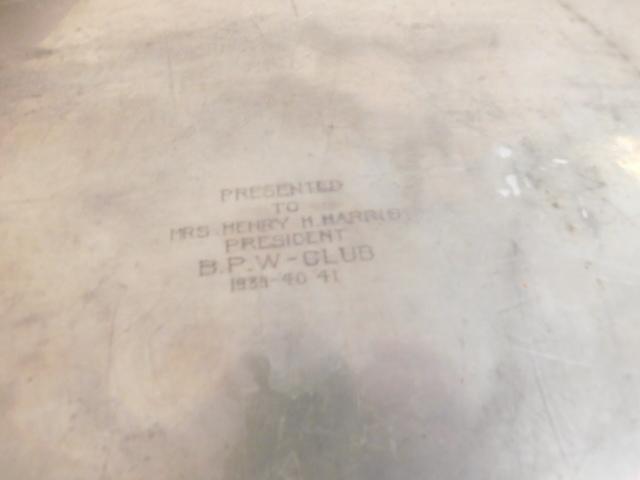 PRESENTED
TO
MRS. HENRY H. HARRIS
PRESIDENT
B.P.W-CLUB
1939-40 41